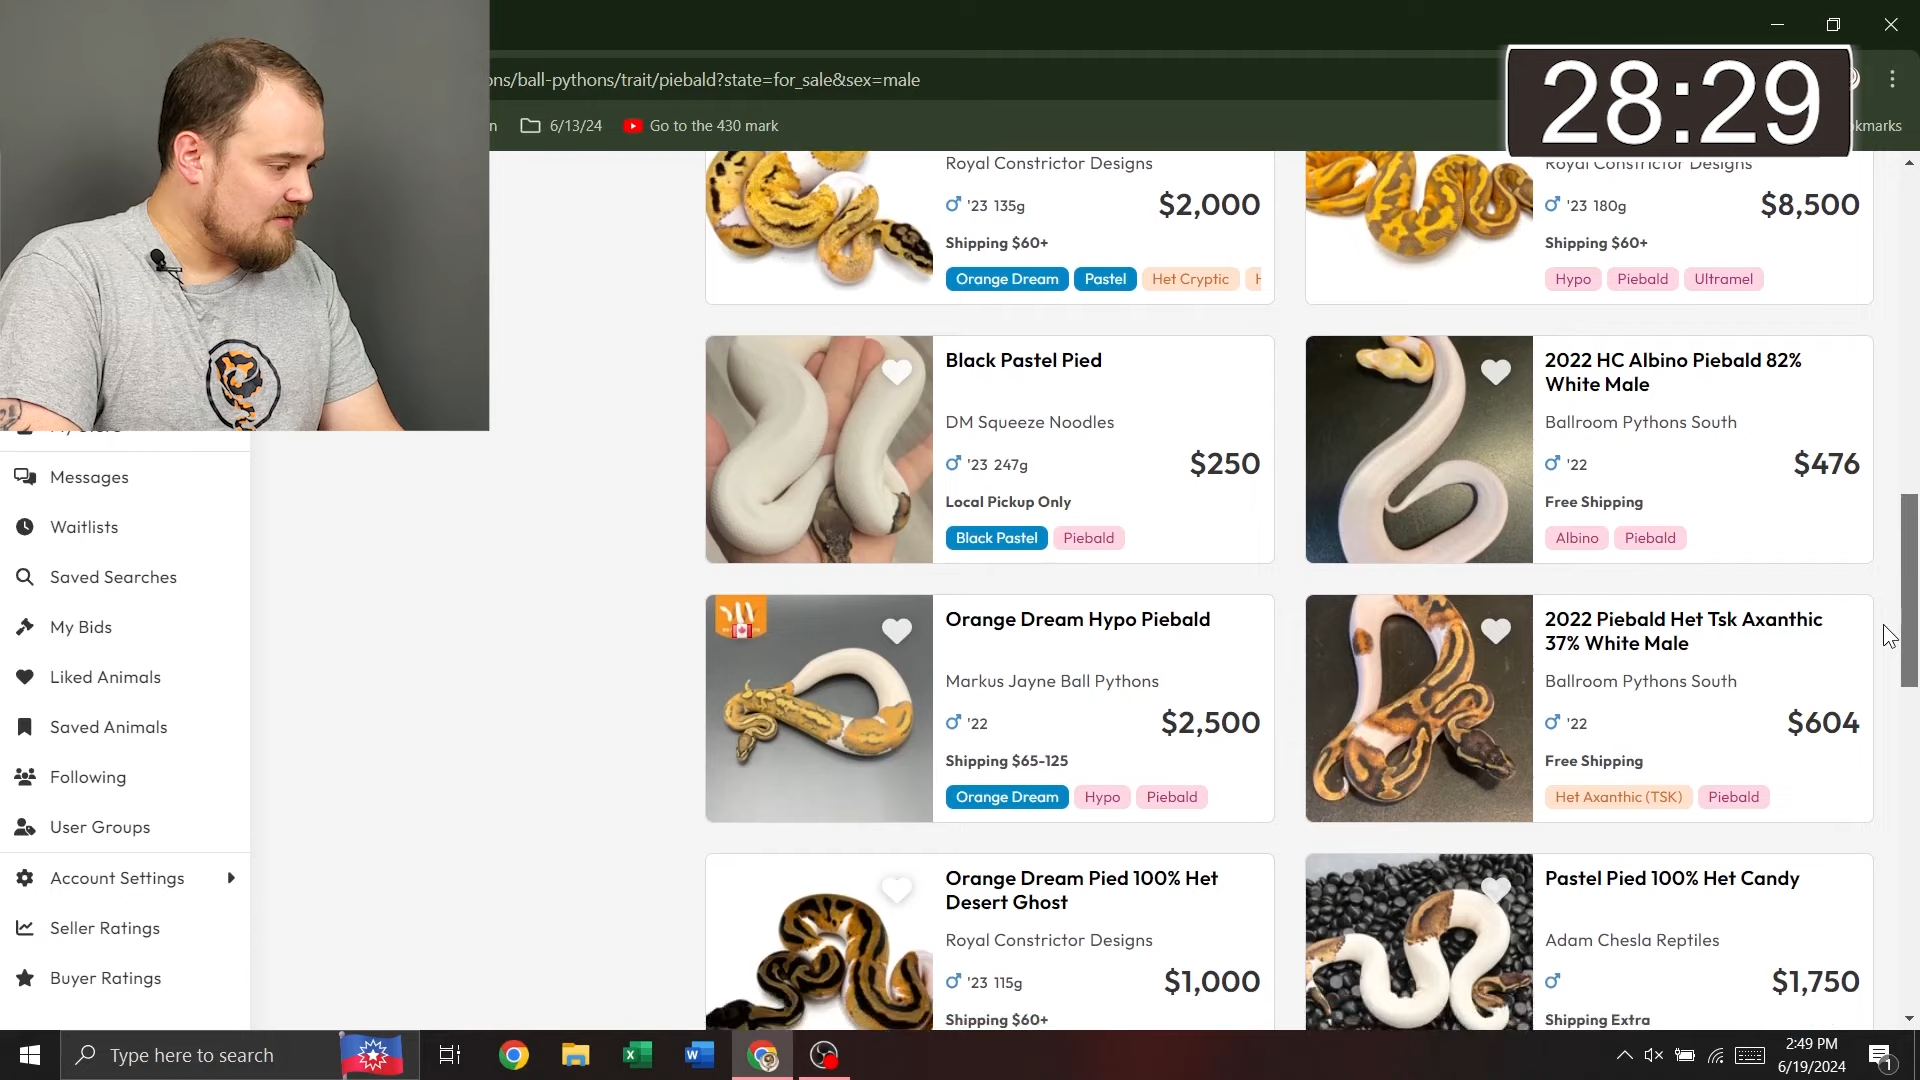 ons/ball-pythons/trait/piebald?state=for_sale&sex=male
28:29
n
6/13/24
Go to the 430 mark
kmarks
Royal Constrictor Designs
'23 135g
$2,000
Shipping $60+
Orange Dream
Pastel
Het Cryptic
H
Royal Constrictor Designs
'23 180g
$8,500
Shipping $60+
Hypo
Piebald
Ultramel
Black Pastel Pied
DM Squeeze Noodles
'23 247g
$250
Local Pickup Only
Black Pastel
Piebald
2022 HC Albino Piebald 82%
White Male
Ballroom Pythons South
'22
$476
Free Shipping
Albino
Piebald
Messages
Waitlists
Saved Searches
My Bids
Liked Animals
Saved Animals
Following
User Groups
Account Settings
Seller Ratings
Buyer Ratings
Orange Dream Hypo Piebald
Markus Jayne Ball Pythons
'22
$2,500
Shipping $65-125
Orange Dream
Hypo
Piebald
2022 Piebald Het Tsk Axanthic
37% White Male
Ballroom Pythons South
'22
$604
Free Shipping
Het Axanthic (TSK)
Piebald
Orange Dream Pied 100% Het
Desert Ghost
Royal Constrictor Designs
'23 115g
$1,000
Shipping $60+
Pastel Pied 100% Het Candy
Adam Chesla Reptiles
$1,750
Shipping Extra
Type here to search
2:49 PM
6/19/2024
1